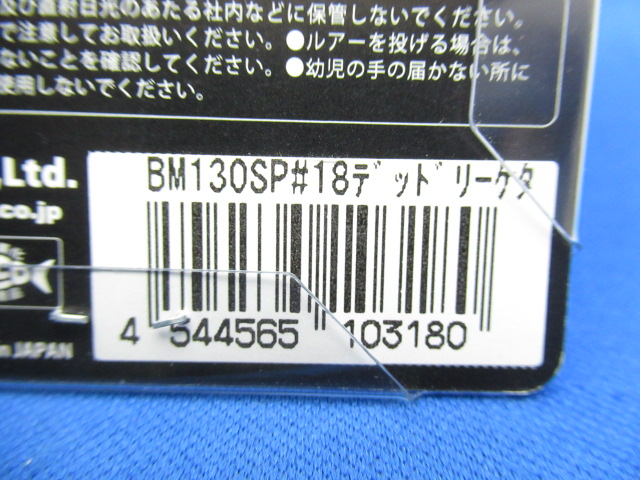 及び直射日光のあたる社内などに保管しないでください。
で注意してお取扱いください。●ルアーを投げる場合は、
ないことを確認してください。●幼児の手の届かない所に
使用しないでください。
,Ltd.
.co.jp
BM130SP#18デッドリーケタ
4 544565 103180
in JAPAN